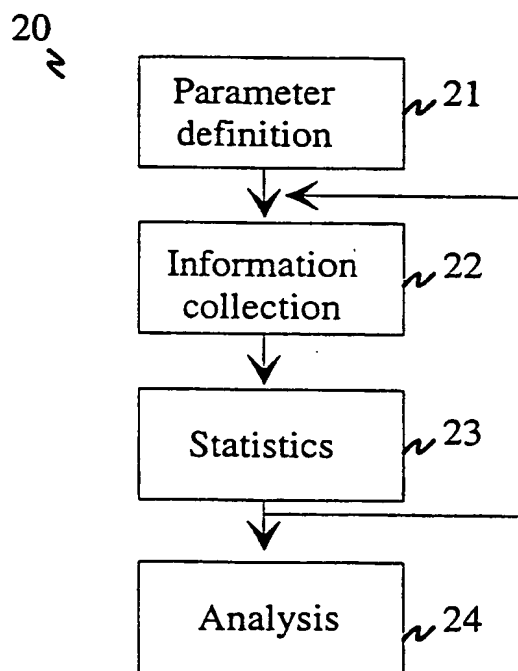 20
Parameter
definition
21
Information
collection
22
Statistics
23
Analysis
24